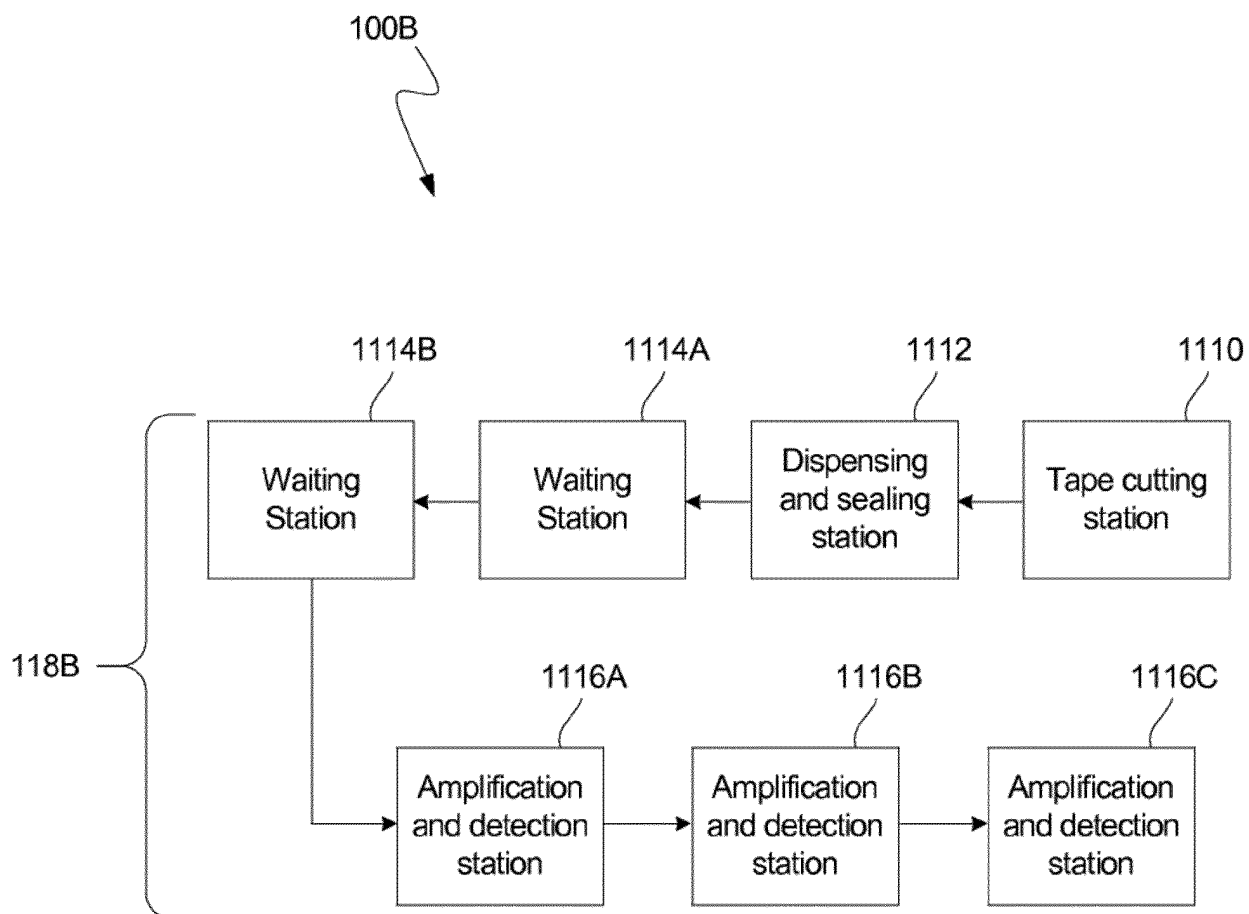 100B
1114B
1114A
1112
1110
Waiting
Station
Waiting
Station
Dispensing
and sealing
station
Tape cutting
station
118B
1116A
1116B
1116C
Amplification
and detection
station
Amplification
and detection
station
Amplification
and detection
station